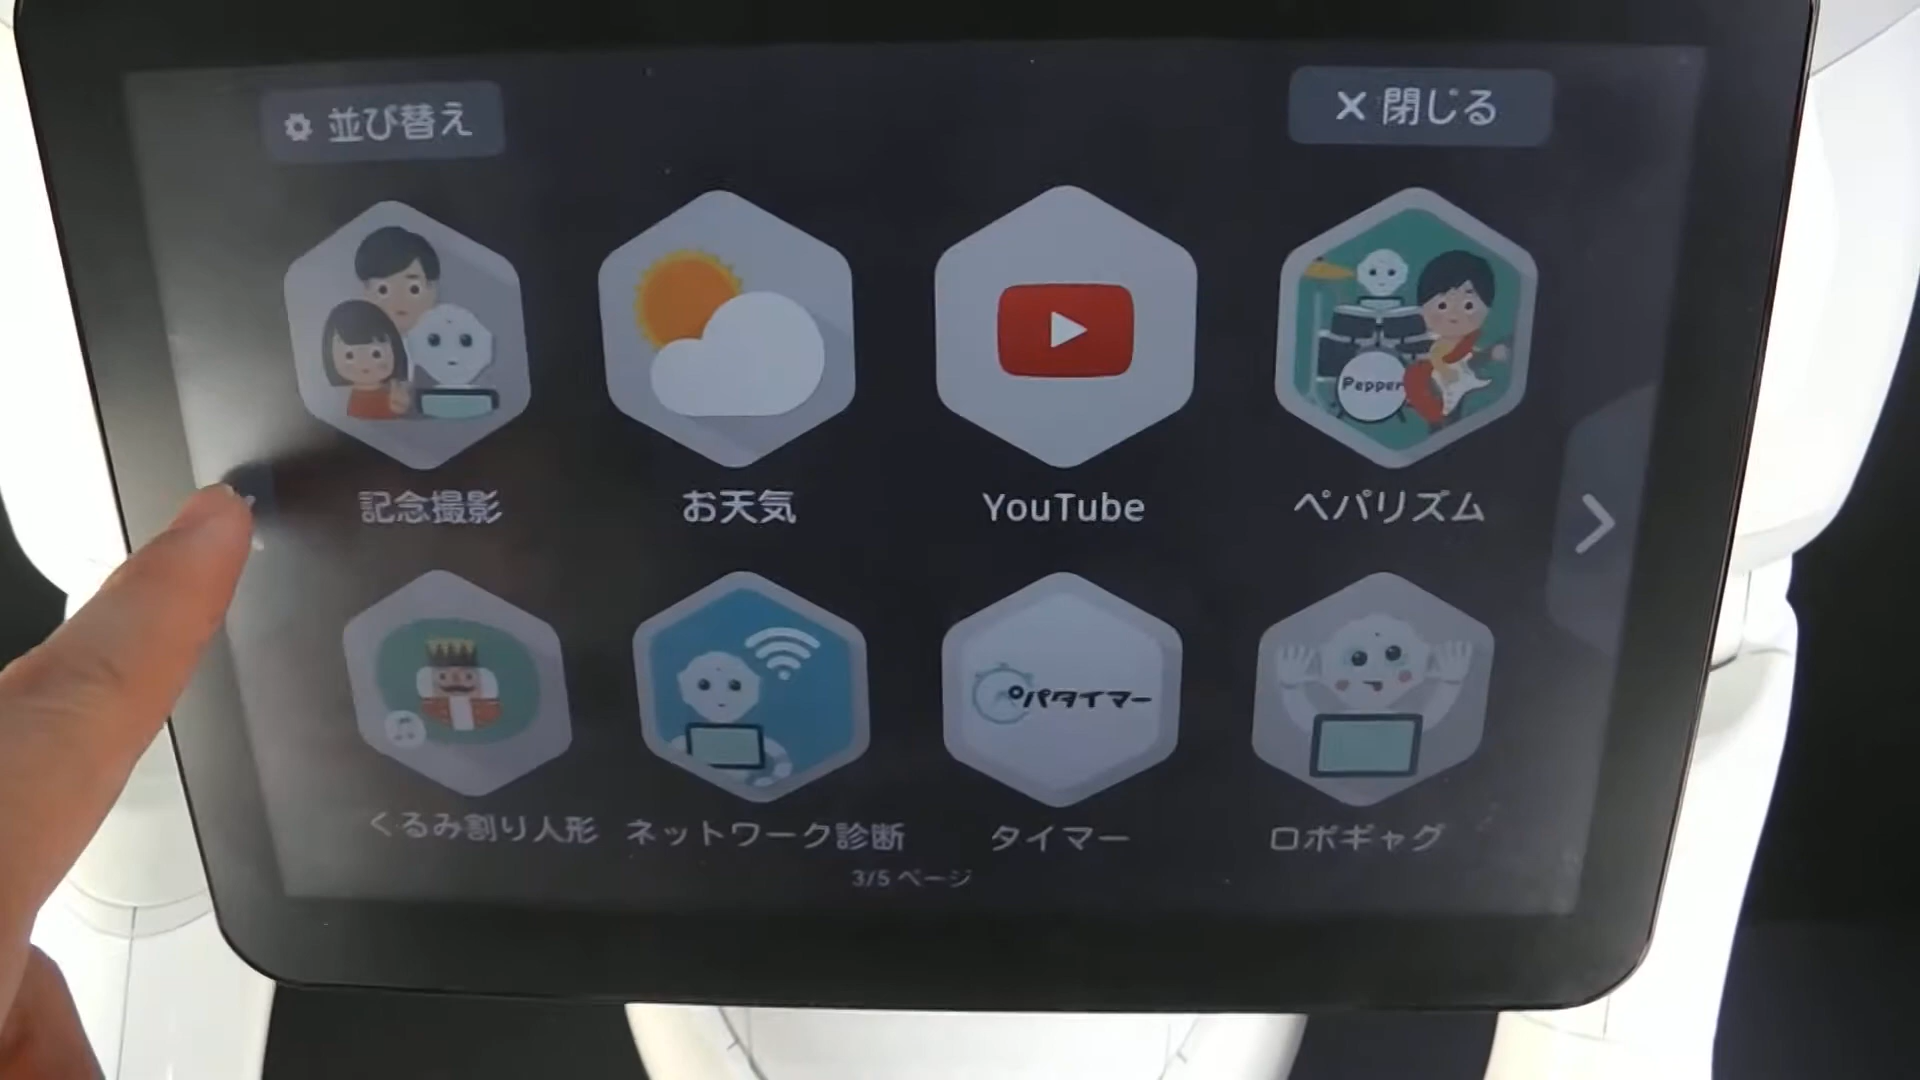 並び替え
✕ 閉じる
Pepper
記念撮影
お天気
YouTube
ペパリズム
ペパタイマー
くるみ割り人形
ネットワーク診断
タイマー
ロボギャグ
3/5 ページ